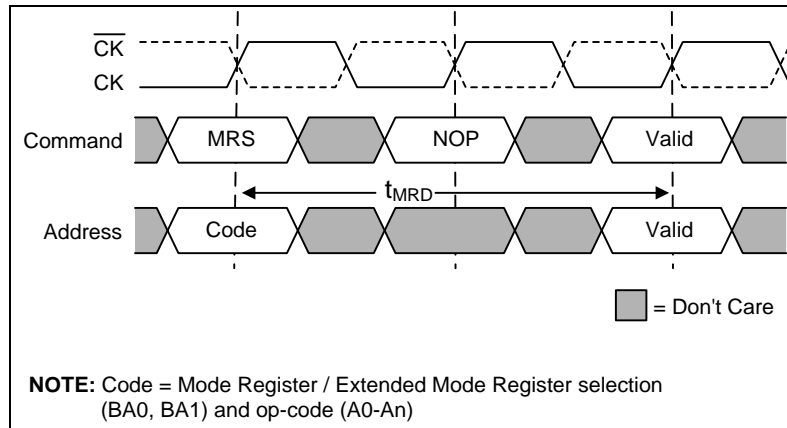 CK
CK
Command MRS NOP Valid
tMRD
Address Code Valid
= Don't Care
NOTE: Code = Mode Register / Extended Mode Register selection
(BA0, BA1) and op-code (A0-An)